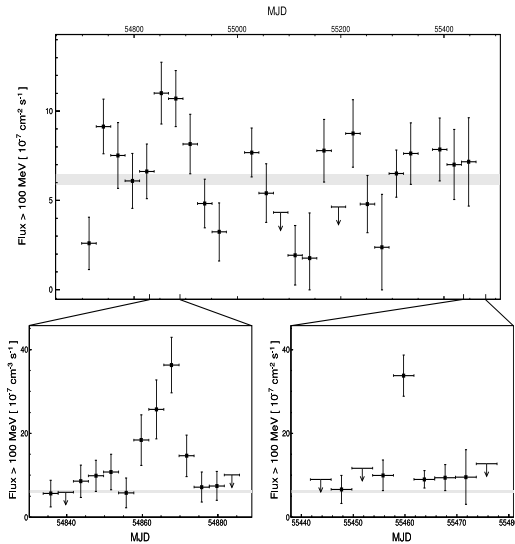 MJD
54800 55000 55200 55400
Flux > 100 MeV [ 10⁻⁷ cm⁻² s⁻¹ ]
10
5
0
Flux > 100 MeV [ 10⁻⁷ cm⁻³ s⁻¹ ]
40
20
0
54840 54860 54880
MJD
Flux > 100 MeV [ 10⁻⁷ cm⁻² s⁻¹ ]
40
20
0
55440 55450 55460 55470 55480
MJD